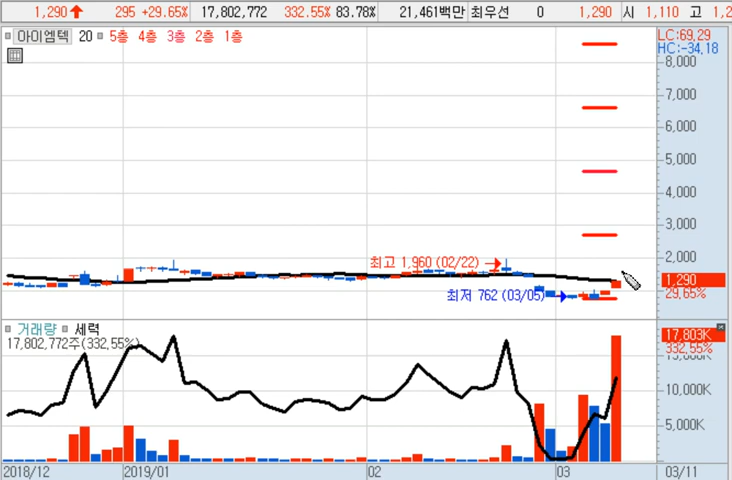 1,290 295 +29.65% 17,802,772 332.55% 83.78% 21,461백만 최우선 0 1,290 시 1,110 고 1,2
아이엠텍 20 5층 4층 3층 2층 1층
LC:69,29
HC:-34,18
8,000
7,000
6,000
5,000
4,000
3,000
최고 1,960 (02/22)
2,000
1,290
최저 762 (03/05)
29,65%
거래량 세력
17,802,772주(332,55%)
17,803K
332,55%
15,000K
10,000K
5,000K
2018/12 2019/01 02 03 03/11